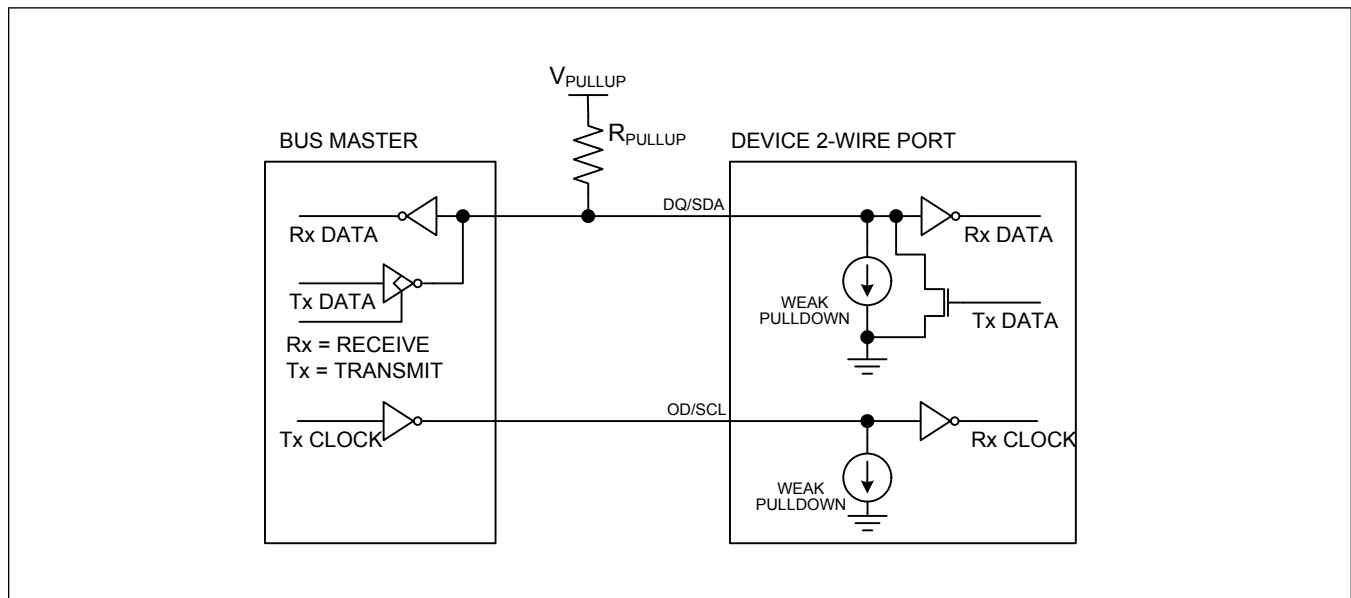 VPULLUP
RPULLUP
BUS MASTER
DEVICE 2-WIRE PORT
DQ/SDA
Rx DATA
Rx DATA
Tx DATA
WEAK
PULLDOWN
Tx DATA
Rx = RECEIVE
Tx = TRANSMIT
OD/SCL
Tx CLOCK
Rx CLOCK
WEAK
PULLDOWN